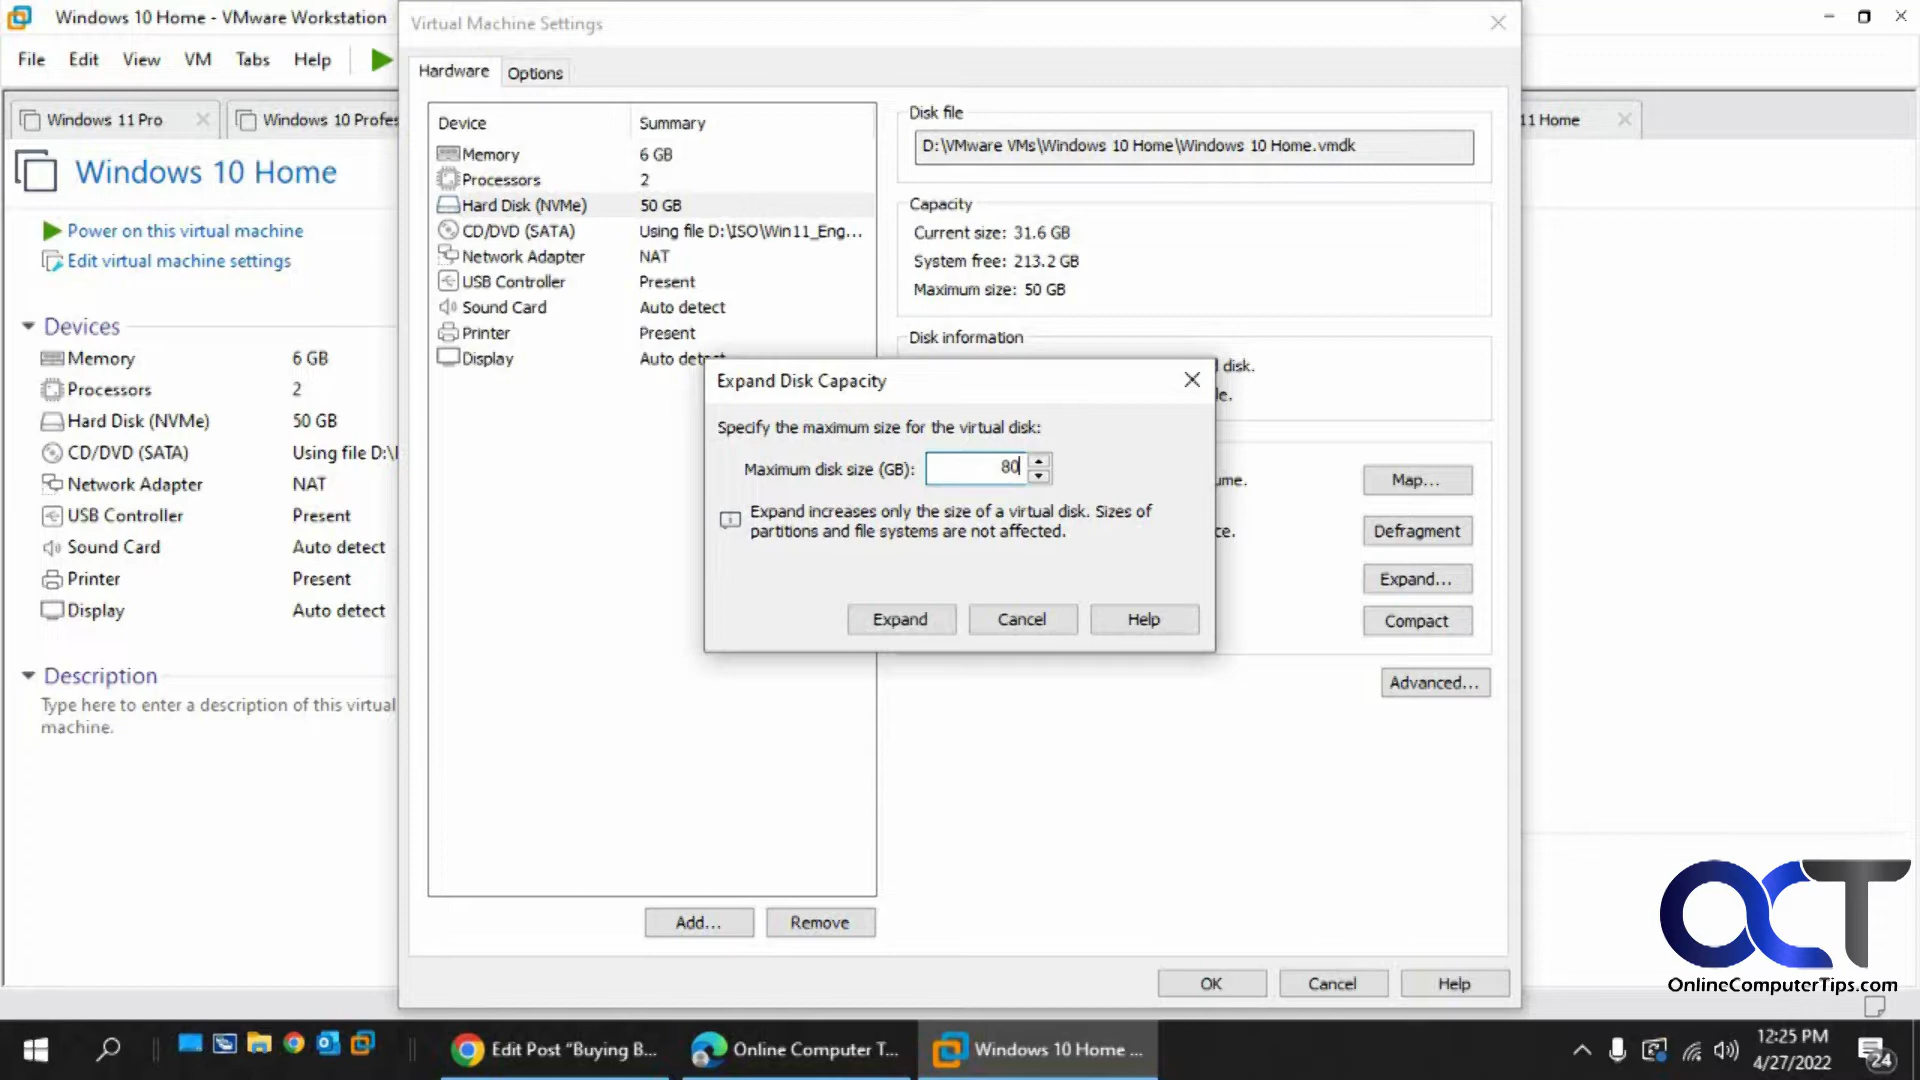 Windows 10 Home - VMware Workstation
File Edit View VM Tabs Help
Windows 11 Pro
Windows 10 Profes
Windows 10 Home
Power on this virtual machine
Edit virtual machine settings
Devices
Memory 6 GB
Processors 2
Hard Disk (NVMe) 50 GB
CD/DVD (SATA) Using file D:\I
Network Adapter NAT
USB Controller Present
Sound Card Auto detect
Printer Present
Display Auto detect
Description
Type here to enter a description of this virtual
machine.
Virtual Machine Settings
Hardware Options
Device Summary
Memory 6 GB
Processors 2
Hard Disk (NVMe) 50 GB
CD/DVD (SATA) Using file D:\ISO\Win11_Eng...
Network Adapter NAT
USB Controller Present
Sound Card Auto detect
Printer Present
Display Auto detect
Add... Remove
Disk file
D:\VMware VMs\Windows 10 Home\Windows 10 Home.vmdk
Capacity
Current size: 31.6 GB
System free: 213.2 GB
Maximum size: 50 GB
Disk information
disk.
le.
ume. Map...
ce. Defragment
Expand...
Compact
Advanced...
OK Cancel Help
Expand Disk Capacity
Specify the maximum size for the virtual disk:
Maximum disk size (GB): 80
Expand increases only the size of a virtual disk. Sizes of
partitions and file systems are not affected.
Expand Cancel Help
11 Home
OCT
OnlineComputerTips.com
Edit Post "Buying B...
Online Computer T...
Windows 10 Home ...
12:25 PM
4/27/2022
24